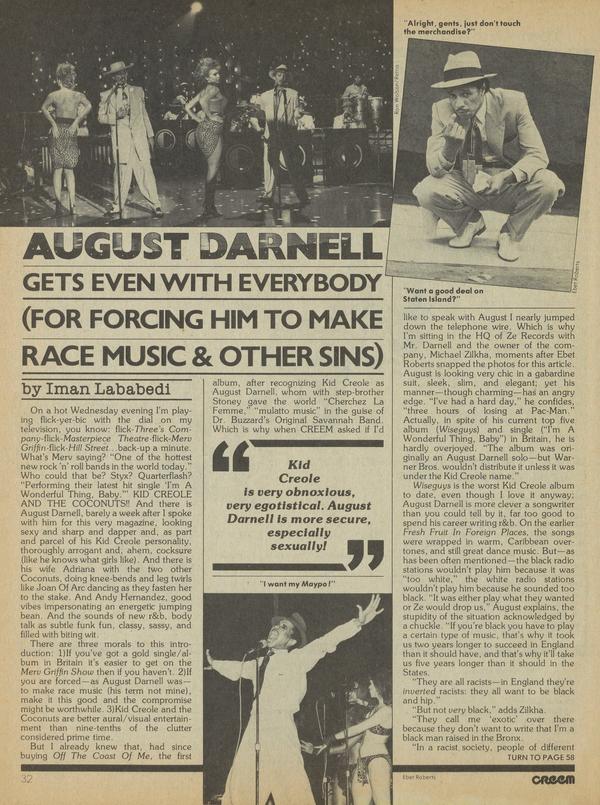 "Alright, gents, just don't touch
the merchandise?"
Ron Wolfson/Retna
Ebet Roberts
"Want a good deal on
Staten Island?"
AUGUST DARNELL
GETS EVEN WITH EVERYBODY
(FOR FORCING HIM TO MAKE
RACE MUSIC & OTHER SINS)
by Iman Lababedi
On a hot Wednesday evening I'm play-
ing flick-yer-bic with the dial on my
television, you know: flick-Three's Com-
pany-flick-Masterpiece Theatre-flick-Merv
Griffin-flick-Hill Street...back-up a minute.
What's Merv saying? "One of the hottest
new rock 'n' roll bands in the world today."
Who could that be? Styx? Quarterflash?
"Performing their latest hit single 'I'm A
Wonderful Thing, Baby.'" KID CREOLE
AND THE COCONUTS!! And there is
August Darnell, barely a week after I spoke
with him for this very magazine, looking
sexy and sharp and dapper and, as part
and parcel of his Kid Creole personality,
thoroughly arrogant and, ahem, cocksure
(like he knows what girls like). And there is
his wife Adriana with the two other
Coconuts, doing knee-bends and leg twirls
like Joan Of Arc dancing as they fasten her
to the stake. And Andy Hernandez, good
vibes impersonating an energetic jumping
bean. And the sounds of new r&b, body
talk as subtle funk fun, classy, sassy, and
filled with biting wit.
There are three morals to this intro-
duction: 1)If you've got a gold single/al-
bum in Britain it's easier to get on the
Merv Griffin Show then if you haven't. 2)If
you are forced—as August Darnell was—
to make race music (his term not mine),
make it this good and the compromise
might be worthwhile. 3)Kid Creole and the
Coconuts are better aural/visual entertain-
ment than nine-tenths of the clutter
considered prime time.
But I already knew that, had since
buying Off The Coast Of Me, the first
album, after recognizing Kid Creole as
August Darnell, whom with step-brother
Stoney gave the world "Cherchez La
Femme," "mulatto music" in the guise of
Dr. Buzzard's Original Savannah Band.
Which is why when CREEM asked if I'd
“
Kid
Creole
is very obnoxious,
very egotistical. August
Darnell is more secure,
especially
sexually!
”
"I want my Maypo!"
like to speak with August I nearly jumped
down the telephone wire. Which is why
I'm sitting in the HQ of Ze Records with
Mr. Darnell and the owner of the com-
pany, Michael Zilkha, moments after Ebet
Roberts snapped the photos for this article.
August is looking very chic in a gabardine
suit, sleek, slim, and elegant; yet his
manner—though charming—has an angry
edge. "I've had a hard day," he confides,
"three hours of losing at Pac-Man."
Actually, in spite of his current top five
album (Wiseguys) and single ("I'm A
Wonderful Thing, Baby") in Britain, he is
hardly overjoyed. "The album was ori-
ginally an August Darnell solo—but War-
ner Bros. wouldn't distribute it unless it was
under the Kid Creole name."
Wiseguys is the worst Kid Creole album
to date, even though I love it anyway;
August Darnell is more clever a songwriter
than you could tell by it, far too good to
spend his career writing r&b. On the earlier
Fresh Fruit In Foreign Places, the songs
were wrapped in warm, Caribbean over-
tones, and still great dance music. But—as
has been often mentioned—the black radio
stations wouldn't play him because it was
"too white," the white radio stations
wouldn't play him because he sounded too
black. "It was either play what they wanted
or Ze would drop us," August explains, the
stupidity of the situation acknowledged by
a chuckle. "If you're black you have to play
a certain type of music, that's why it took
us two years longer to succeed in England
than it should have, and that's why it'll take
us five years longer than it should in the
States.
"They are all racists—in England they're
inverted racists: they all want to be black
and hip."
"But not very black," adds Zilkha.
"They call me 'exotic' over there
because they don't want to write that I'm a
black man raised in the Bronx.
"In a racist society, people of different
TURN TO PAGE 58
32
Ebet Roberts
CREEM